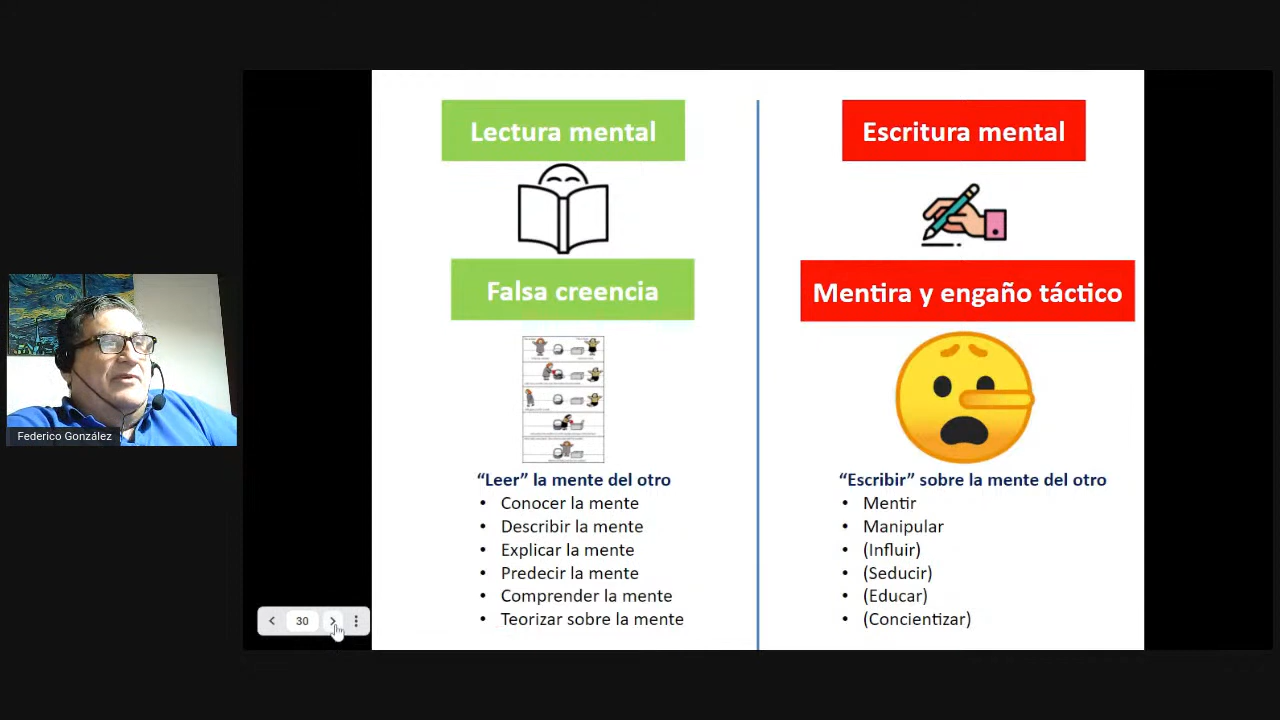 Lectura mental
Falsa creencia
“Leer” la mente del otro
• Conocer la mente
• Describir la mente
• Explicar la mente
• Predecir la mente
• Comprender la mente
• Teorizar sobre la mente
Escritura mental
Mentira y engaño táctico
“Escribir” sobre la mente del otro
• Mentir
• Manipular
• (Influir)
• (Seducir)
• (Educar)
• (Concientizar)
Federico González
30